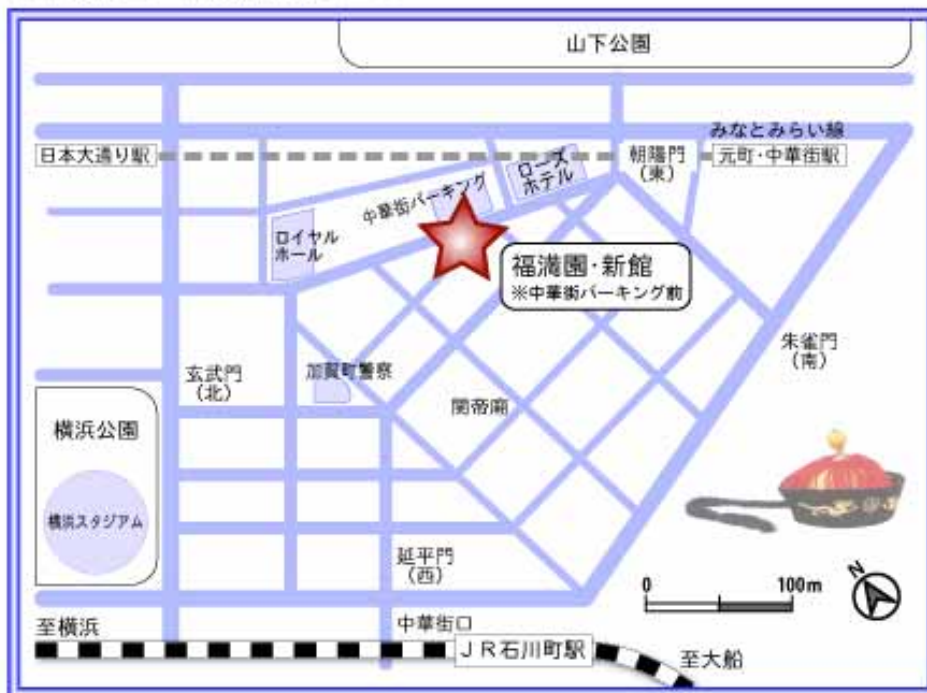 山下公園
みなとみらい線
日本大通り駅
朝陽門
(東)
元町・中華街駅
ローズ
ホテル
中華街パーキング
ロイヤル
ホール
福満園・新館
※中華街パーキング前
朱雀門
(南)
玄武門
(北)
加賀町警察
関帝廟
横浜公園
横浜スタジアム
延平門
(西)
0
100m
N
至横浜
中華街口
JR石川町駅
至大船